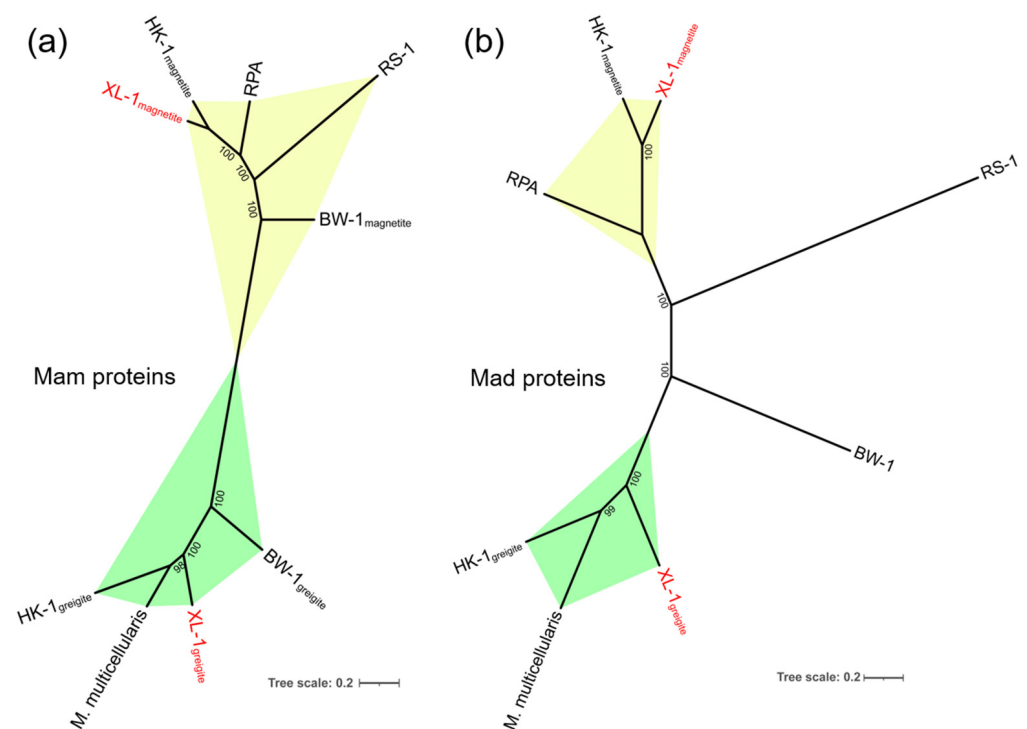 (a)
HK-1magnetite
XL-1magnetite
RPA
RS-1
100
100
100
BW-1magnetite
Mam proteins
100
100
98
HK-1greigite
M. multicellularis
XL-1greigite
BW-1greigite
Tree scale: 0.2
(b)
HK-1magnetite
XL-1magnetite
100
RPA
RS-1
100
Mad proteins
100
BW-1
100
99
HK-1greigite
M. multicellularis
XL-1greigite
Tree scale: 0.2